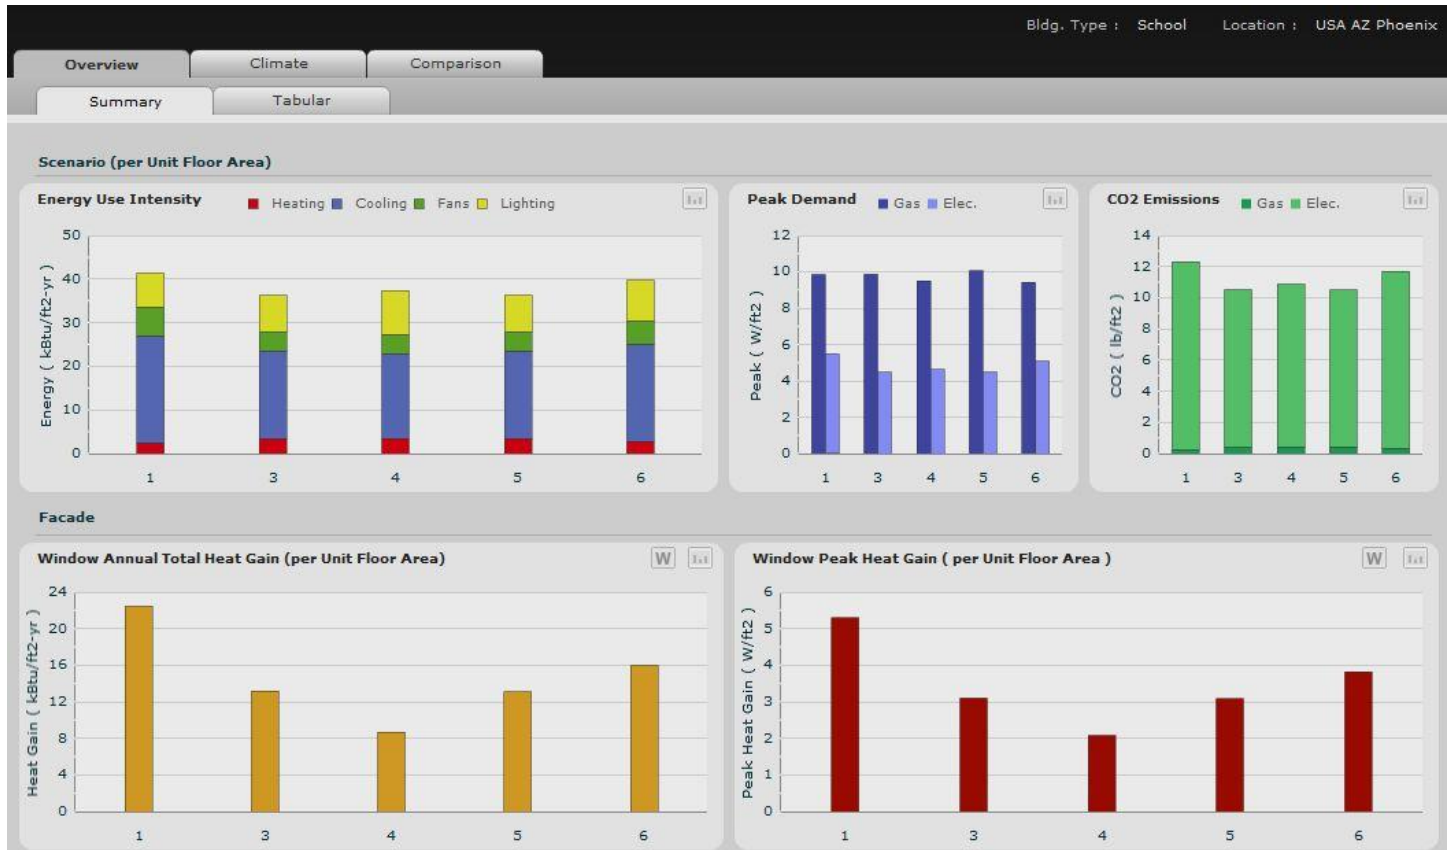 Bldg. Type : School Location : USA AZ Phoenix
Overview Climate Comparison
Summary Tabular
Scenario (per Unit Floor Area)
Energy Use Intensity Heating Cooling Fans Lighting
Energy ( kBtu/ft2-yr )
50
40
30
20
10
0
1 3 4 5 6
Peak Demand Gas Elec.
Peak ( W/ft2 )
12
10
8
6
4
2
0
1 3 4 5 6
CO2 Emissions Gas Elec.
CO2 ( lb/ft2 )
14
12
10
8
6
4
2
0
1 3 4 5 6
Facade
Window Annual Total Heat Gain (per Unit Floor Area) W
Heat Gain ( kBtu/ft2-yr )
24
20
16
12
8
4
0
1 3 4 5 6
Window Peak Heat Gain ( per Unit Floor Area ) W
Peak Heat Gain ( W/ft2 )
6
5
4
3
2
1
0
1 3 4 5 6